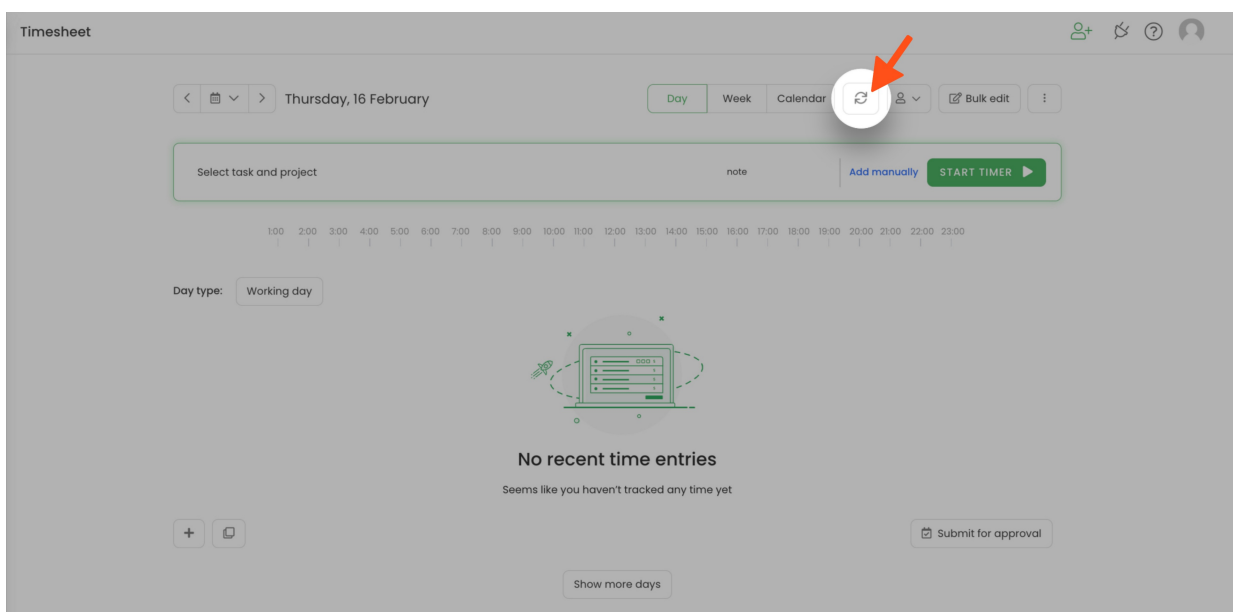 Timesheet
Thursday, 16 February
Day Week Calendar Bulk edit
Select task and project note Add manually START TIMER
1:00 2:00 3:00 4:00 5:00 6:00 7:00 8:00 9:00 10:00 11:00 12:00 13:00 14:00 15:00 16:00 17:00 18:00 19:00 20:00 21:00 22:00 23:00
Day type: Working day
No recent time entries
Seems like you haven't tracked any time yet
Submit for approval
Show more days